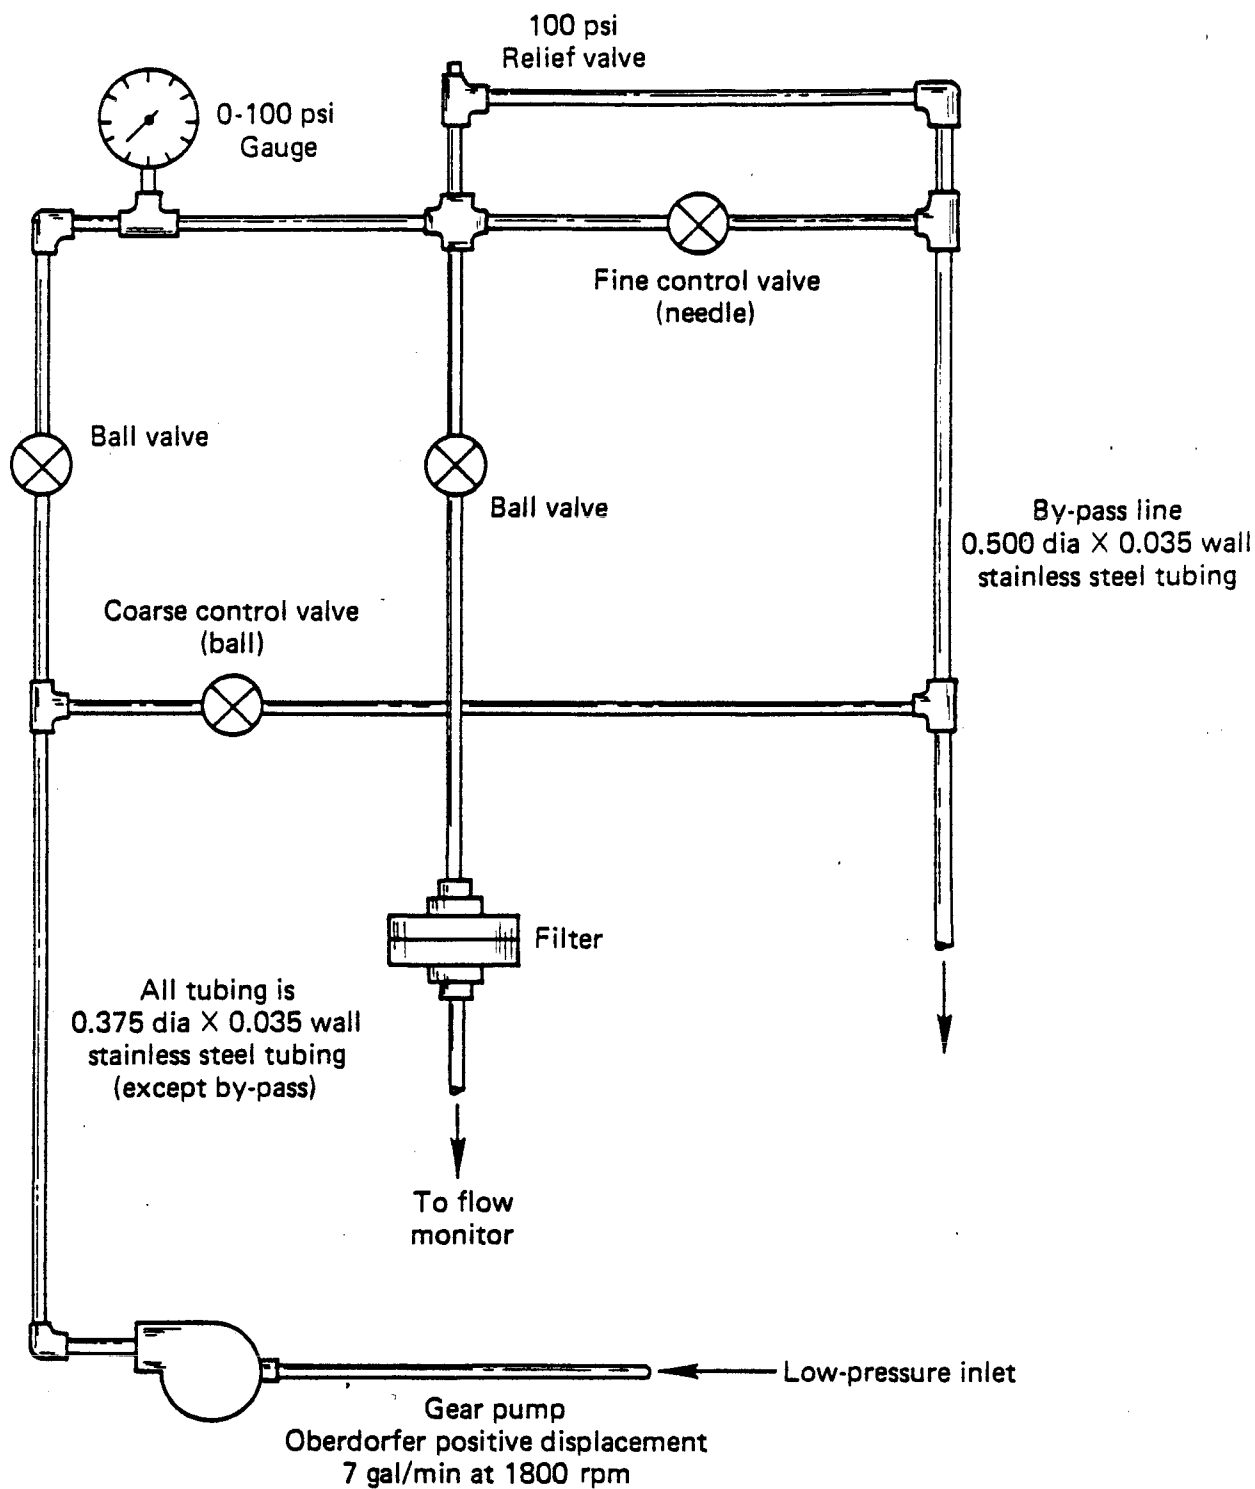 100 psi
Relief valve
0-100 psi
Gauge
Fine control valve
(needle)
Ball valve
Ball valve
By-pass line
0.500 dia X 0.035 wall
stainless steel tubing
Coarse control valve
(ball)
Filter
All tubing is
0.375 dia X 0.035 wall
stainless steel tubing
(except by-pass)
To flow
monitor
Low-pressure inlet
Gear pump
Oberdorfer positive displacement
7 gal/min at 1800 rpm